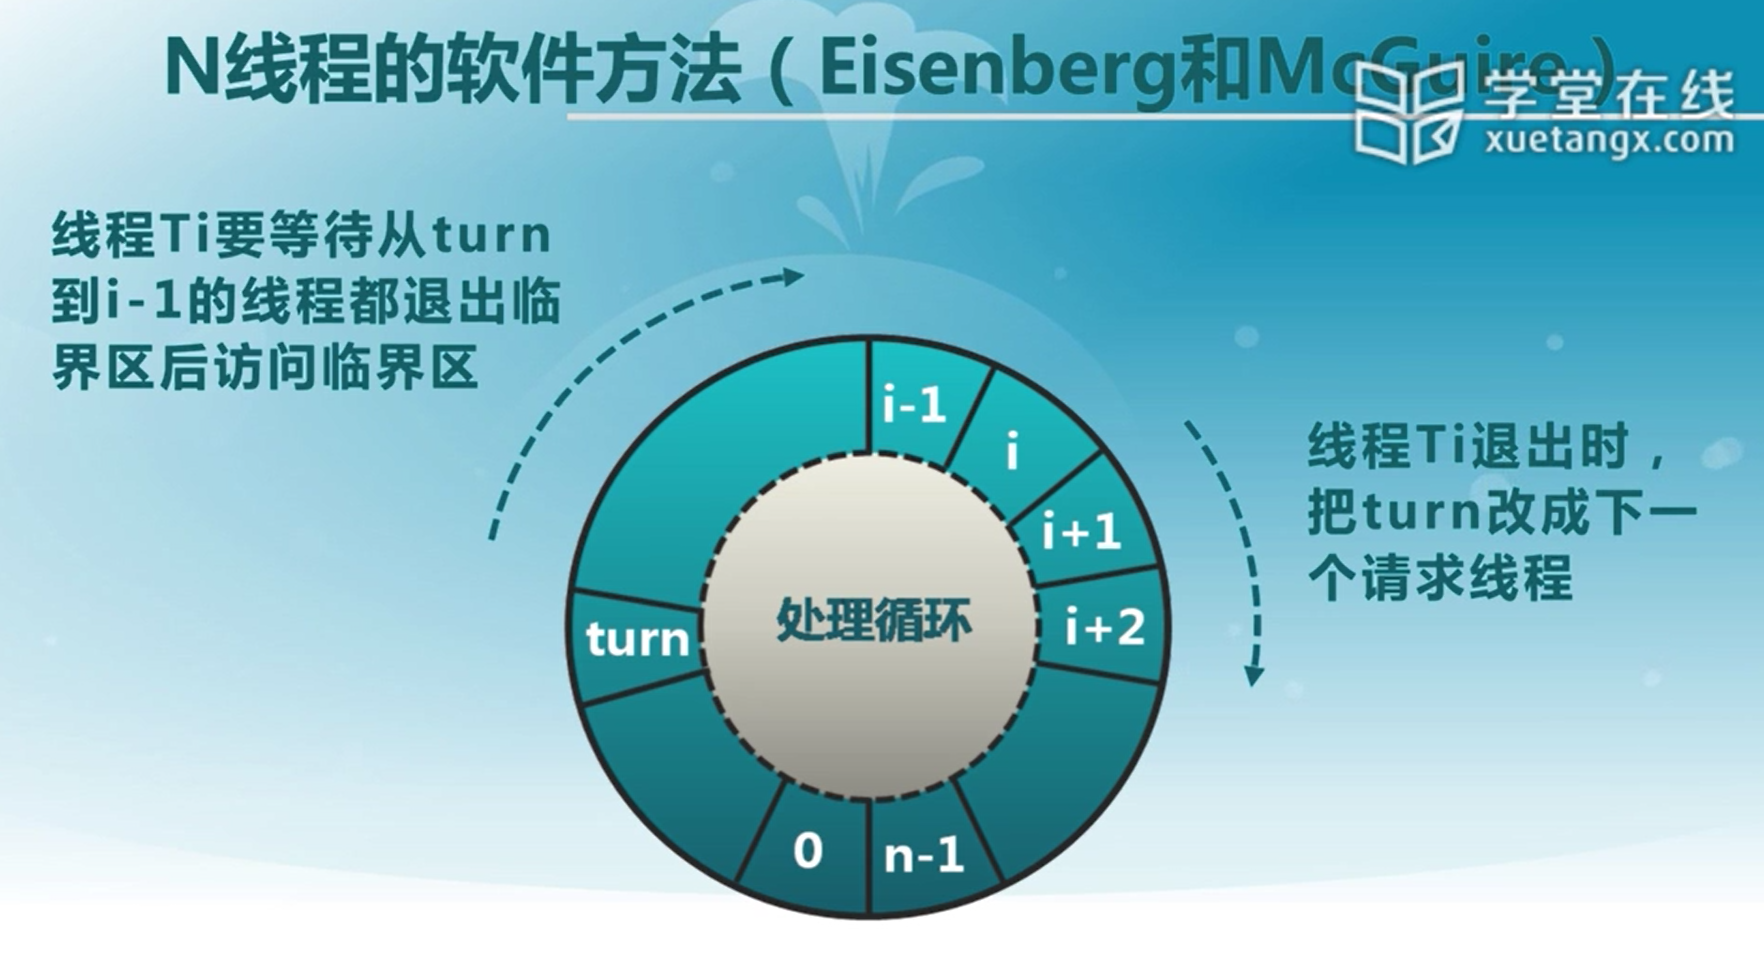 N线程的软件方法（Eisenberg和McGuire）
学堂在线
xuetangx.com
线程Ti要等待从turn
到i-1的线程都退出临
界区后访问临界区
i-1
i
i+1
i+2
处理循环
turn
0
n-1
线程Ti退出时，
把turn改成下一
个请求线程